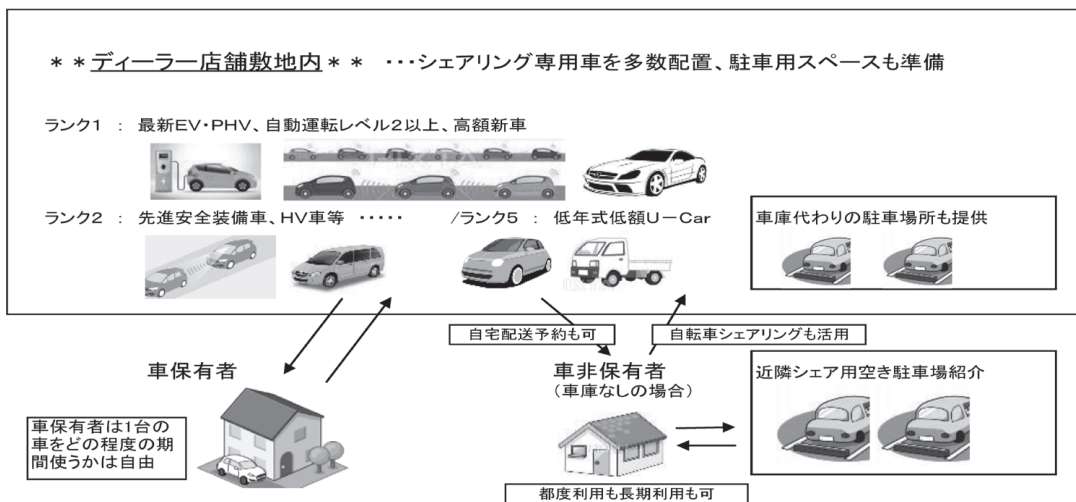 ＊＊ディーラー店舗敷地内＊＊ ・・・シェアリング専用車を多数配置、駐車用スペースも準備
ランク1 ： 最新EV・PHV、自動運転レベル2以上、高額新車
ランク2 ： 先進安全装備車、HV車等 ・・・・・ /ランク5 ： 低年式低額U－Car
車庫代わりの駐車場所も提供
自宅配送予約も可
自転車シェアリングも活用
車保有者
車非保有者
（車庫なしの場合）
近隣シェア用空き駐車場紹介
車保有者は1台の
車をどの程度の期
間使うかは自由
都度利用も長期利用も可